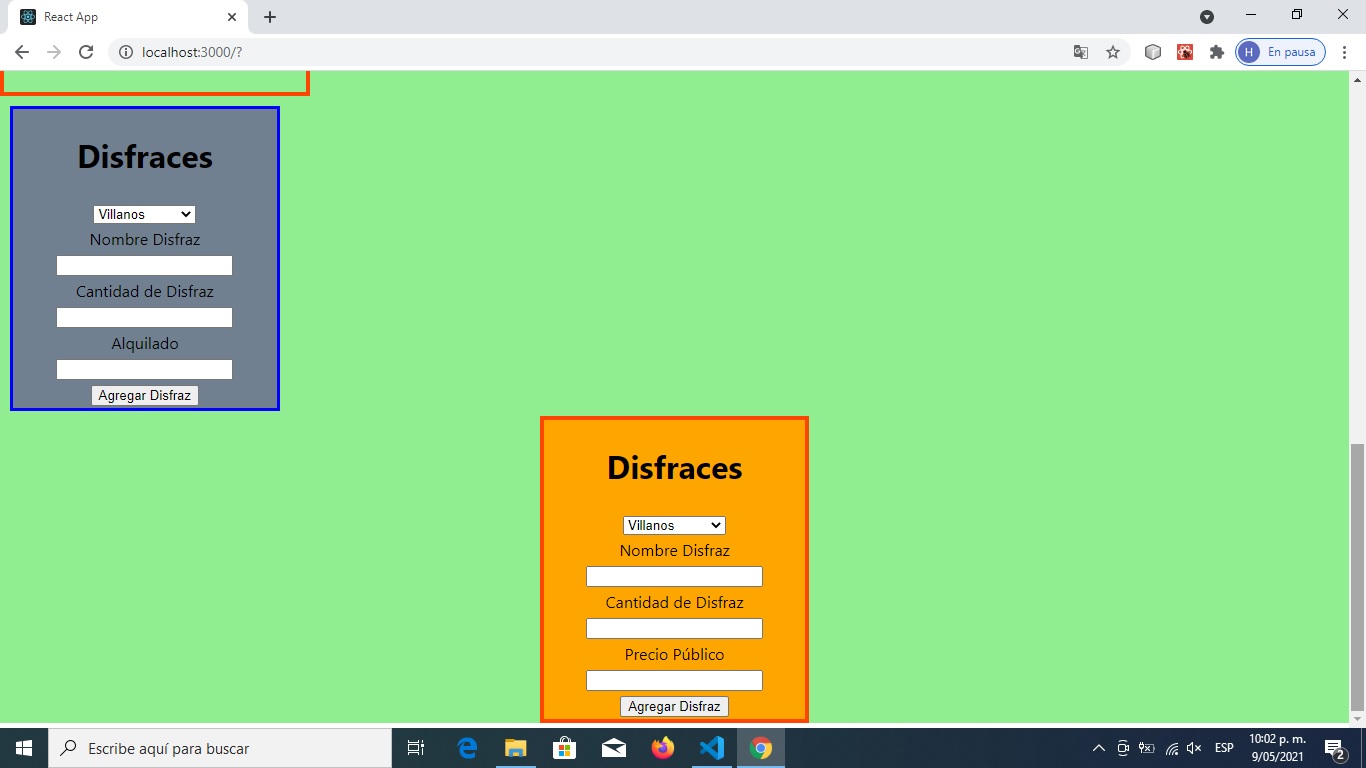 React App
localhost:3000/?
H
En pausa
Disfraces
Villanos
Nombre Disfraz
Cantidad de Disfraz
Alquilado
Agregar Disfraz
Disfraces
Villanos
Nombre Disfraz
Cantidad de Disfraz
Precio Público
Agregar Disfraz
Escribe aquí para buscar
ESP
10:02 p. m.
9/05/2021
2